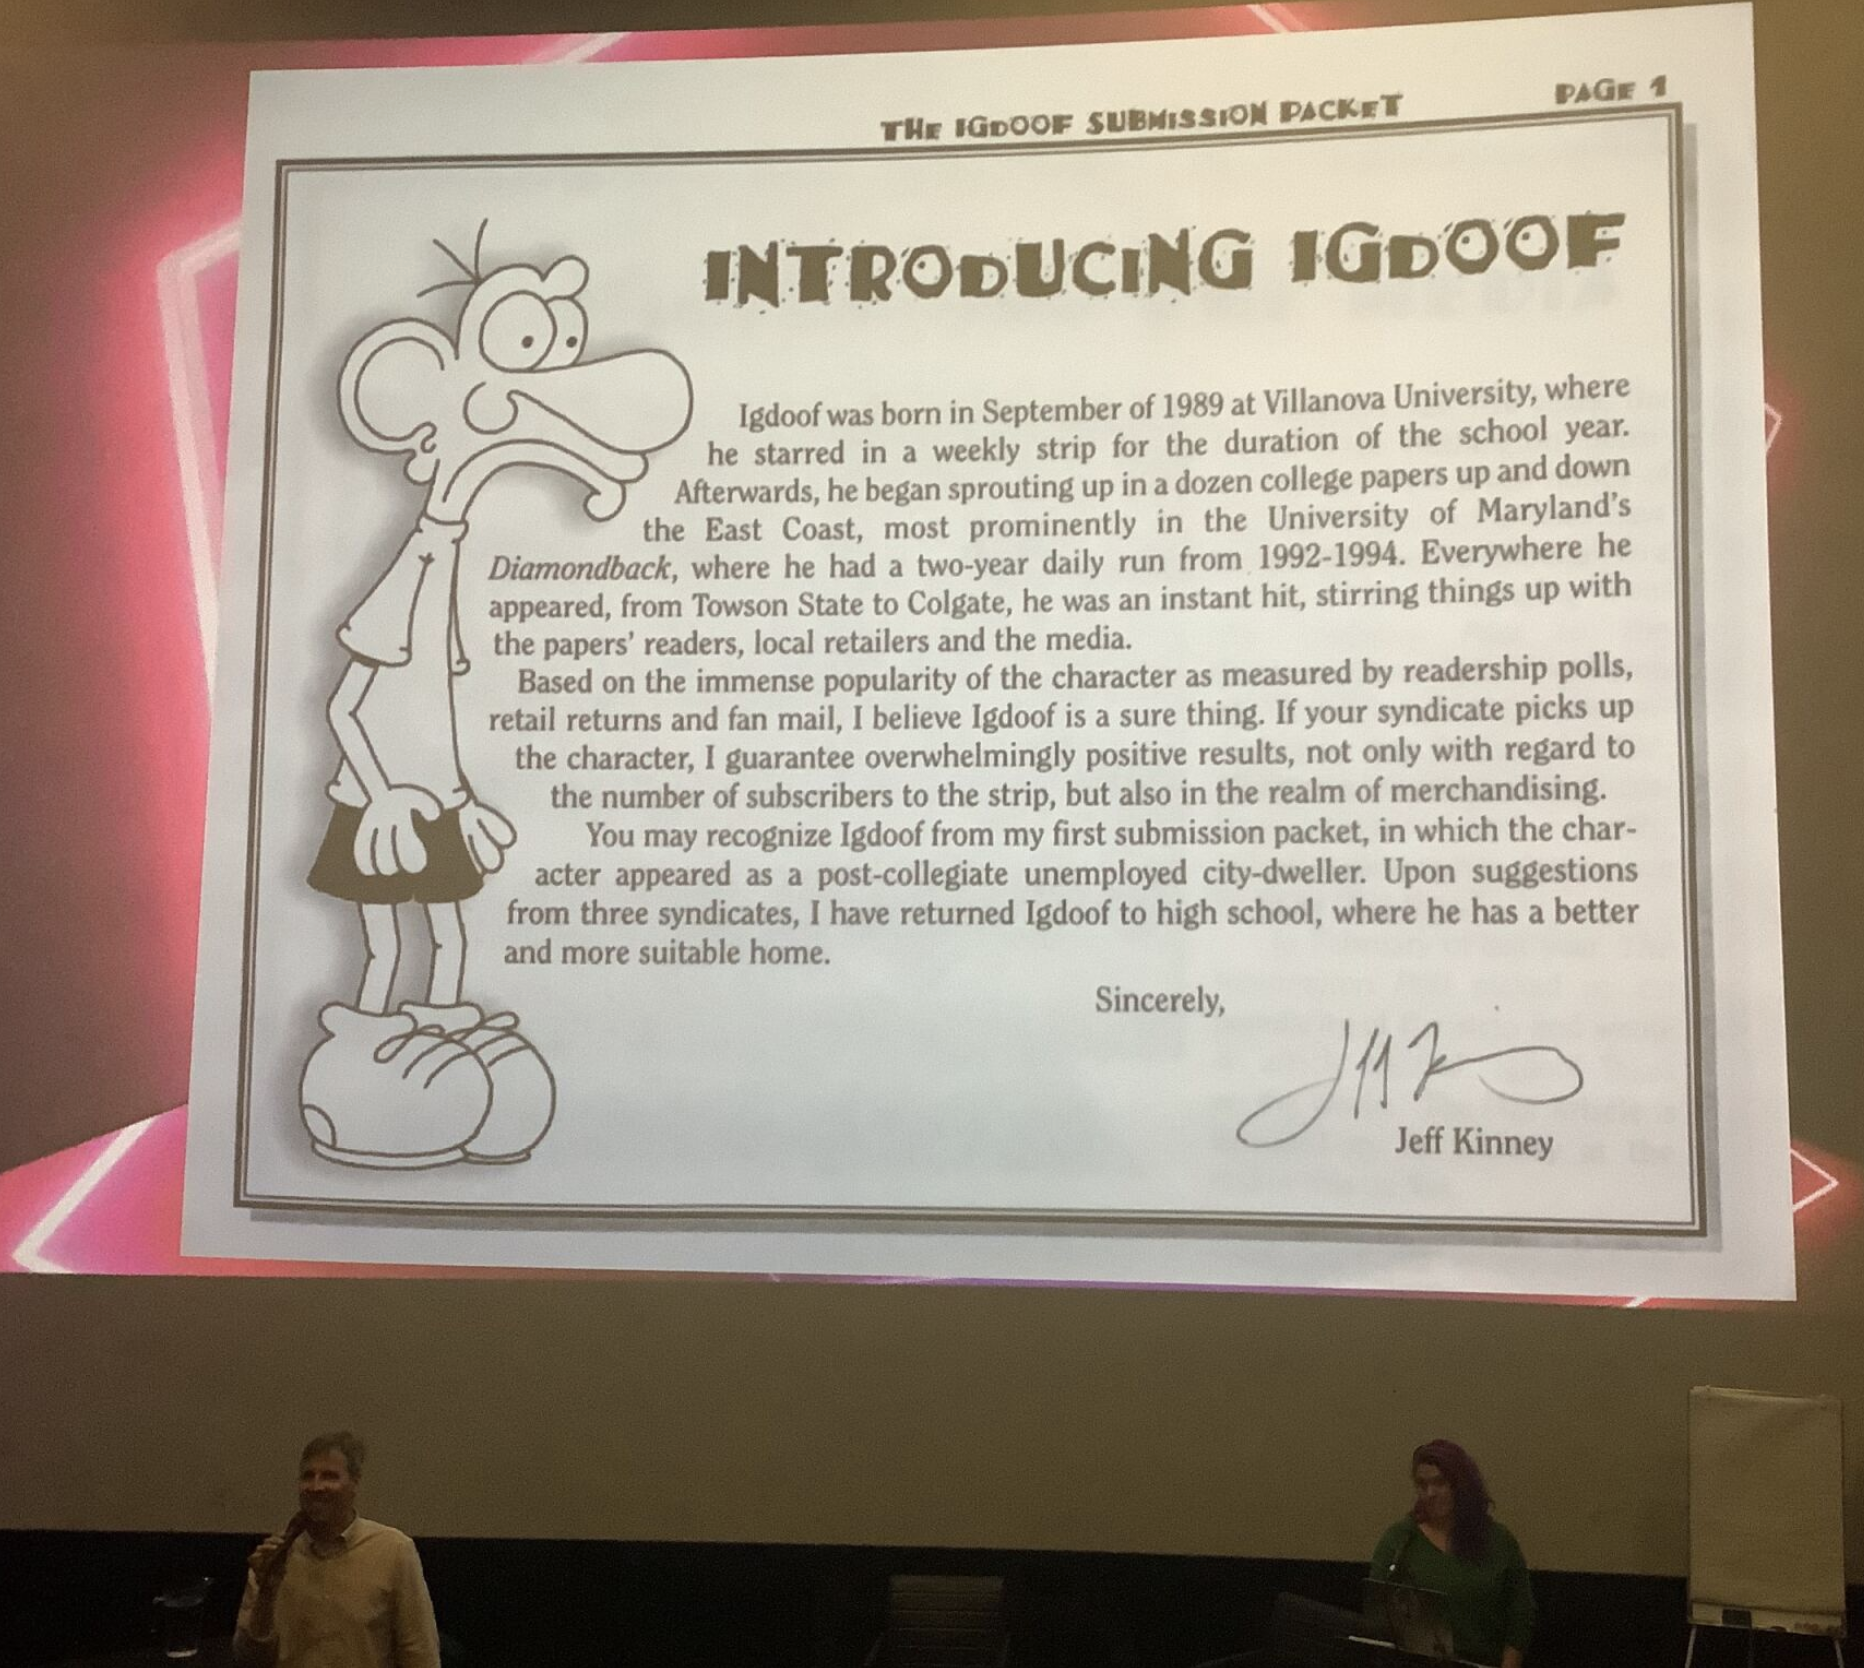 THE IGDOOF SUBMISSION PACKET
PAGE 1
INTRODUCING IGDOOF
Igdoof was born in September of 1989 at Villanova University, where
he starred in a weekly strip for the duration of the school year.
Afterwards, he began sprouting up in a dozen college papers up and down
the East Coast, most prominently in the University of Maryland's
Diamondback, where he had a two-year daily run from 1992-1994. Everywhere he
appeared, from Towson State to Colgate, he was an instant hit, stirring things up with
the papers' readers, local retailers and the media.
Based on the immense popularity of the character as measured by readership polls,
retail returns and fan mail, I believe Igdoof is a sure thing. If your syndicate picks up
the character, I guarantee overwhelmingly positive results, not only with regard to
the number of subscribers to the strip, but also in the realm of merchandising.
You may recognize Igdoof from my first submission packet, in which the char-
acter appeared as a post-collegiate unemployed city-dweller. Upon suggestions
from three syndicates, I have returned Igdoof to high school, where he has a better
and more suitable home.
Sincerely,
Jeff Kinney